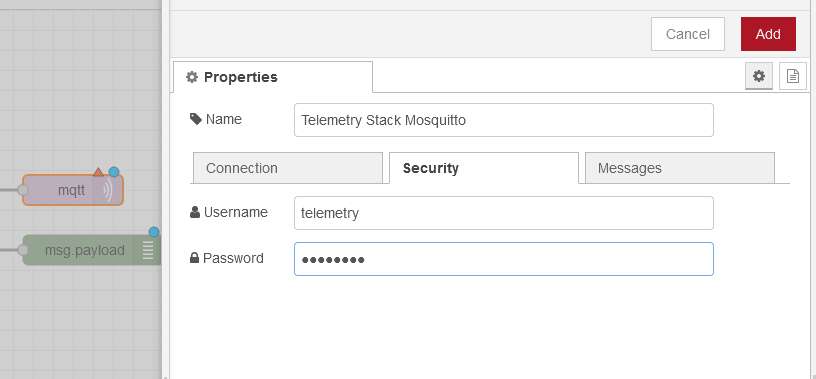 Cancel Add
Properties
Name Telemetry Stack Mosquitto
Connection Security Messages
mqtt
Username telemetry
msg.payload
Password ••••••••